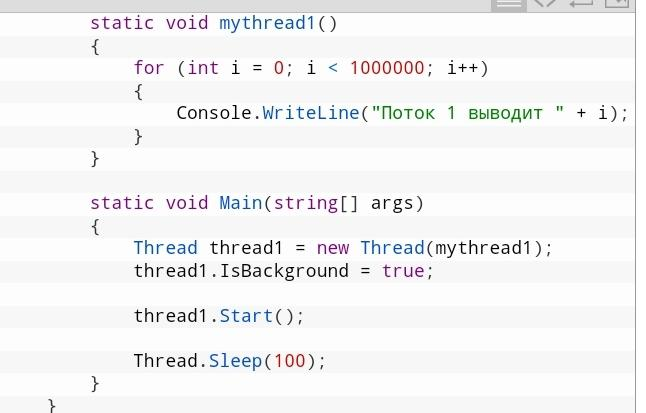 static void mythread1()
{
for (int i = 0; i < 1000000; i++)
{
Console.WriteLine("Поток 1 выводит " + i);
}
}
static void Main(string[] args)
{
Thread thread1 = new Thread(mythread1);
thread1.IsBackground = true;
thread1.Start();
Thread.Sleep(100);
}
}